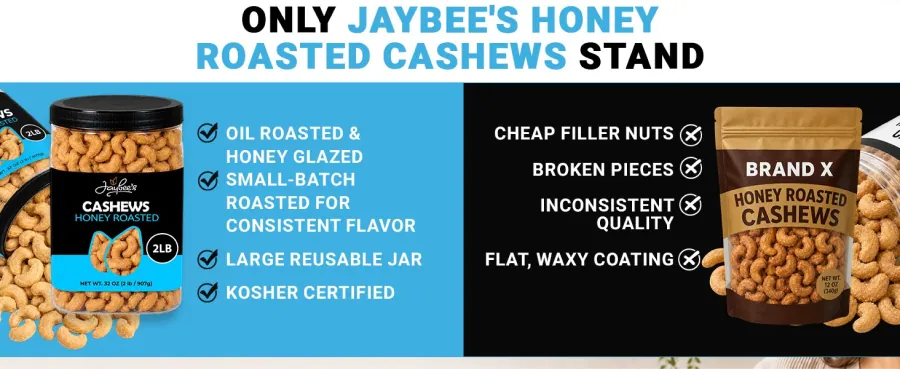 ONLY JAYBEE'S HONEY
ROASTED CASHEWS STAND
OIL ROASTED &
HONEY GLAZED
SMALL-BATCH
ROASTED FOR
CONSISTENT FLAVOR
LARGE REUSABLE JAR
KOSHER CERTIFIED
2LB
Jaybee's
CASHEWS
HONEY ROASTED
2LB
NET WT. 32 OZ (2 lb / 907g)
CHEAP FILLER NUTS
BROKEN PIECES
INCONSISTENT
QUALITY
FLAT, WAXY COATING
BRAND X
HONEY ROASTED
CASHEWS
NET WT.
12 OZ
(340g)